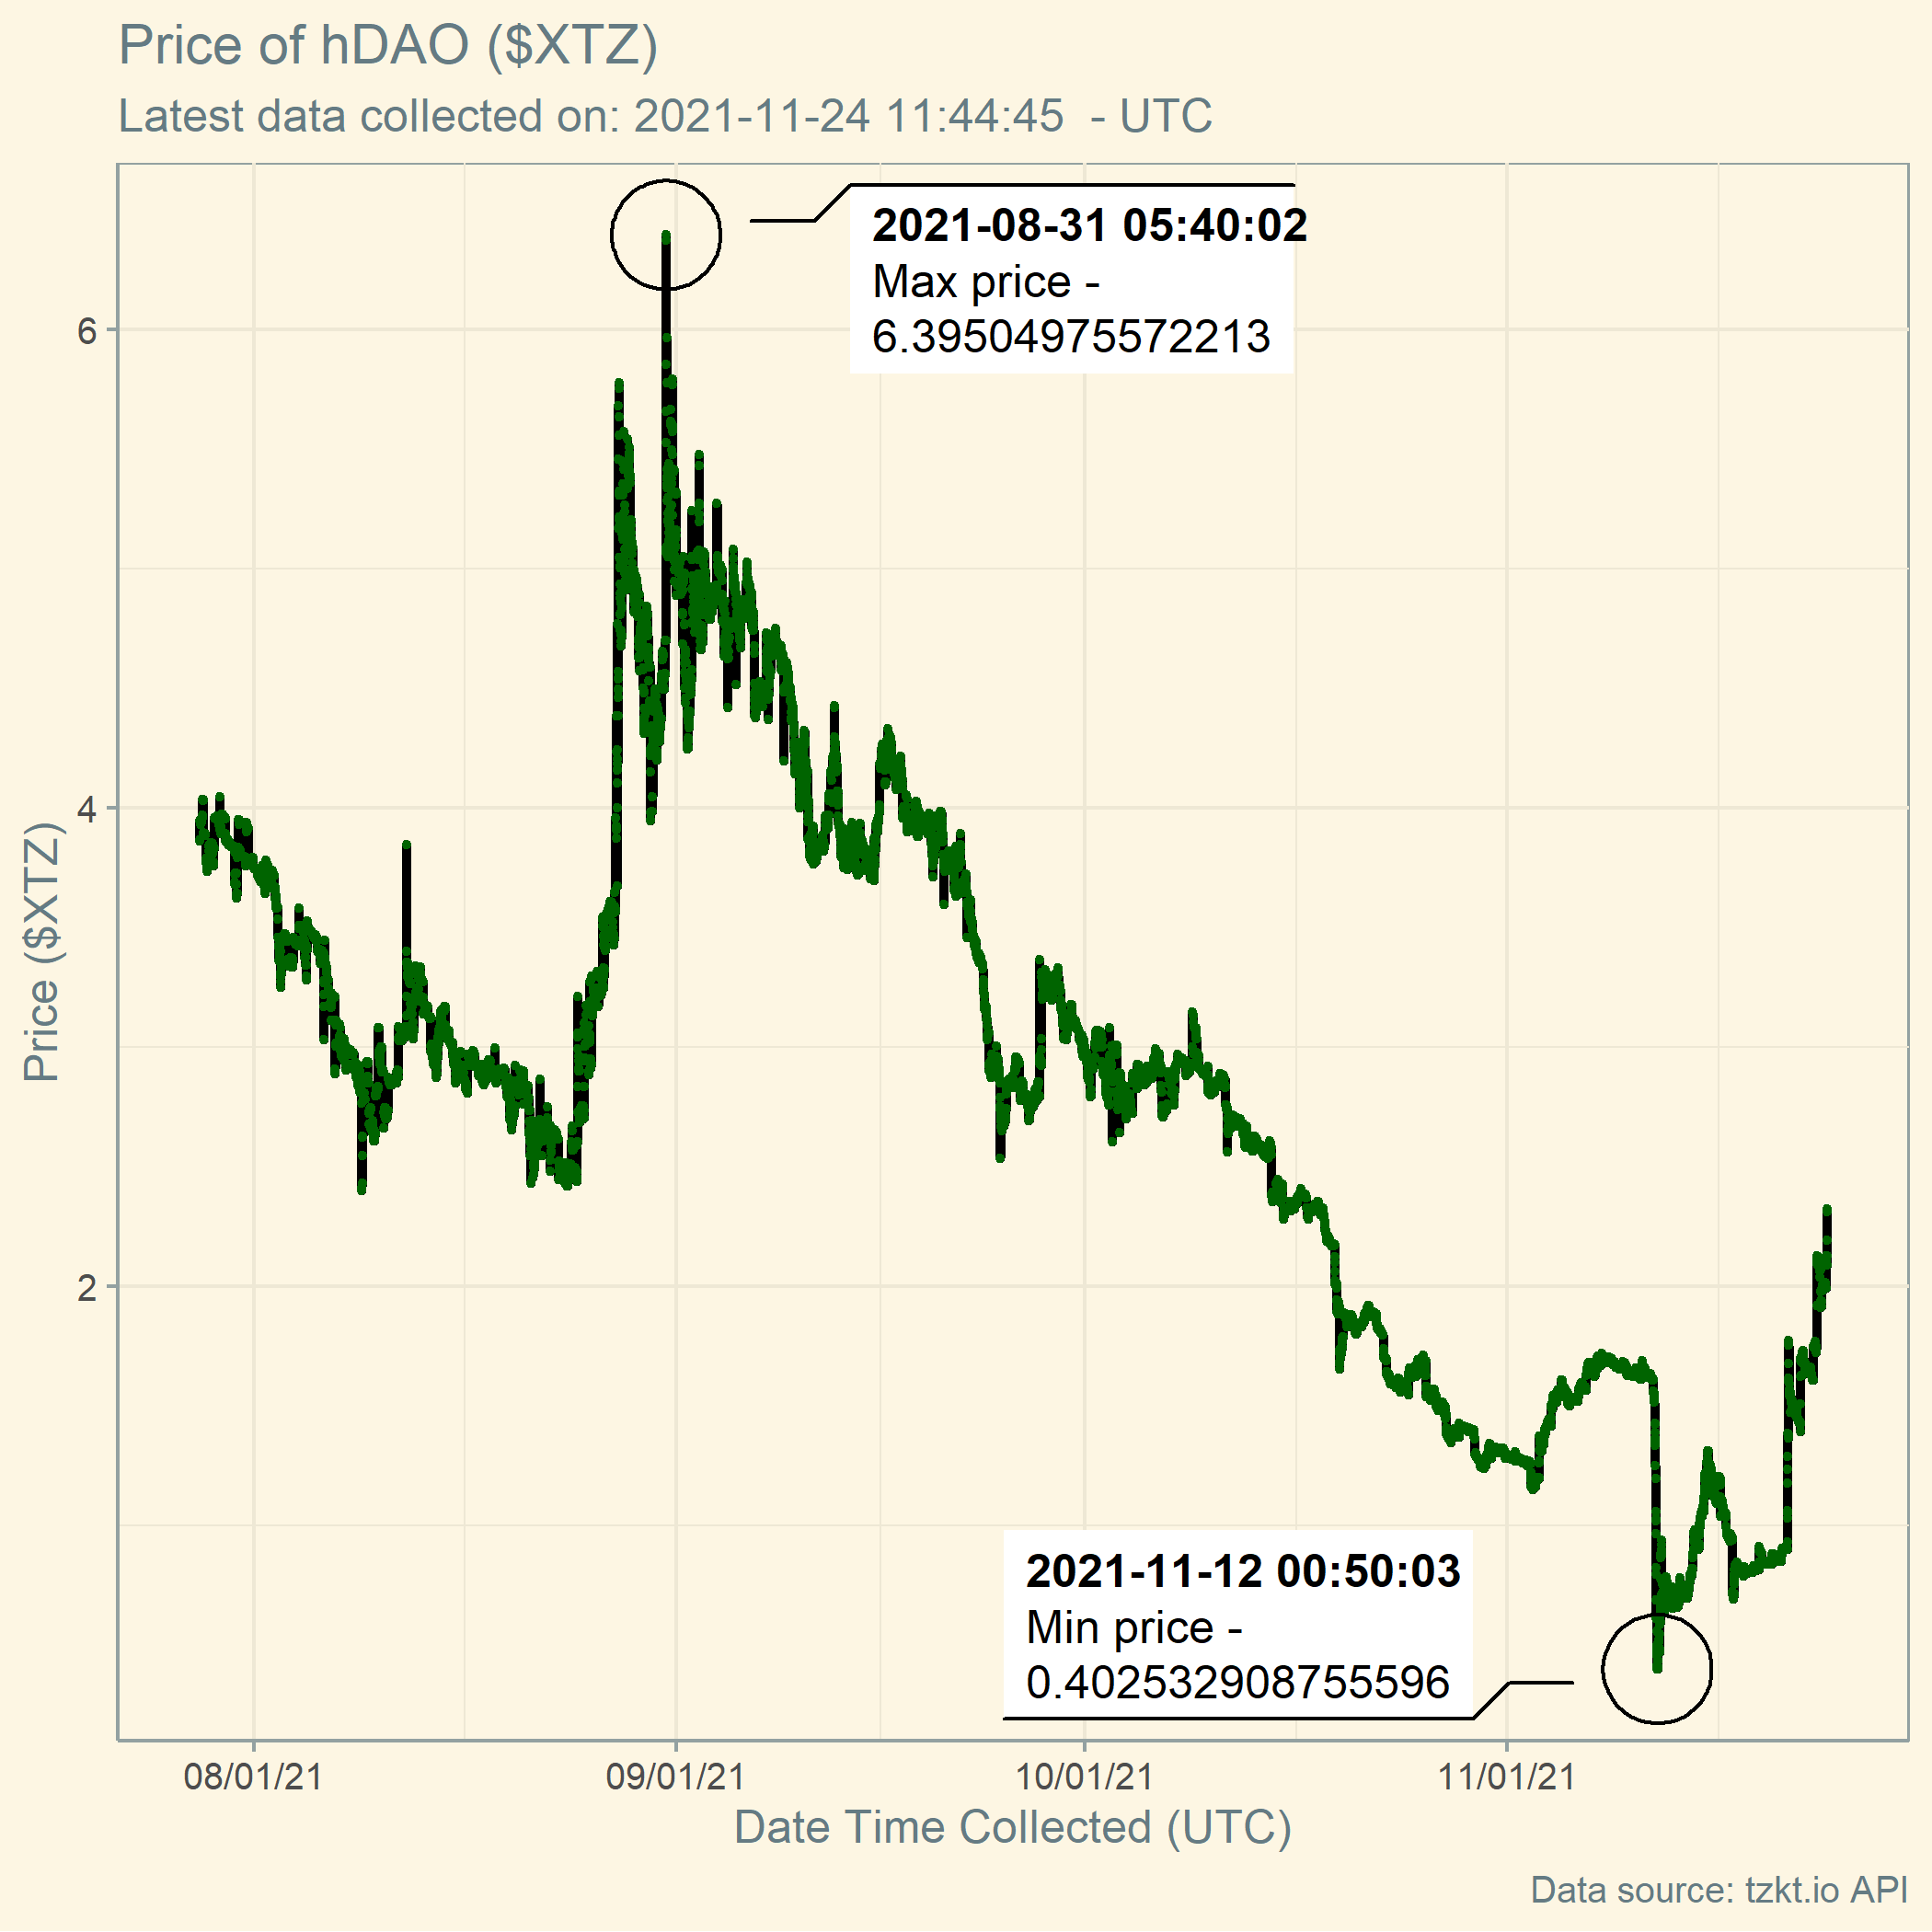 Price of hDAO ($XTZ)
Latest data collected on: 2021-11-24 11:44:45  - UTC
2021-08-31 05:40:02
Max price -
6.39504975572213
6
4
2
Price ($XTZ)
2021-11-12 00:50:03
Min price -
0.402532908755596
08/01/21 09/01/21 10/01/21 11/01/21
Date Time Collected (UTC)
Data source: tzkt.io API